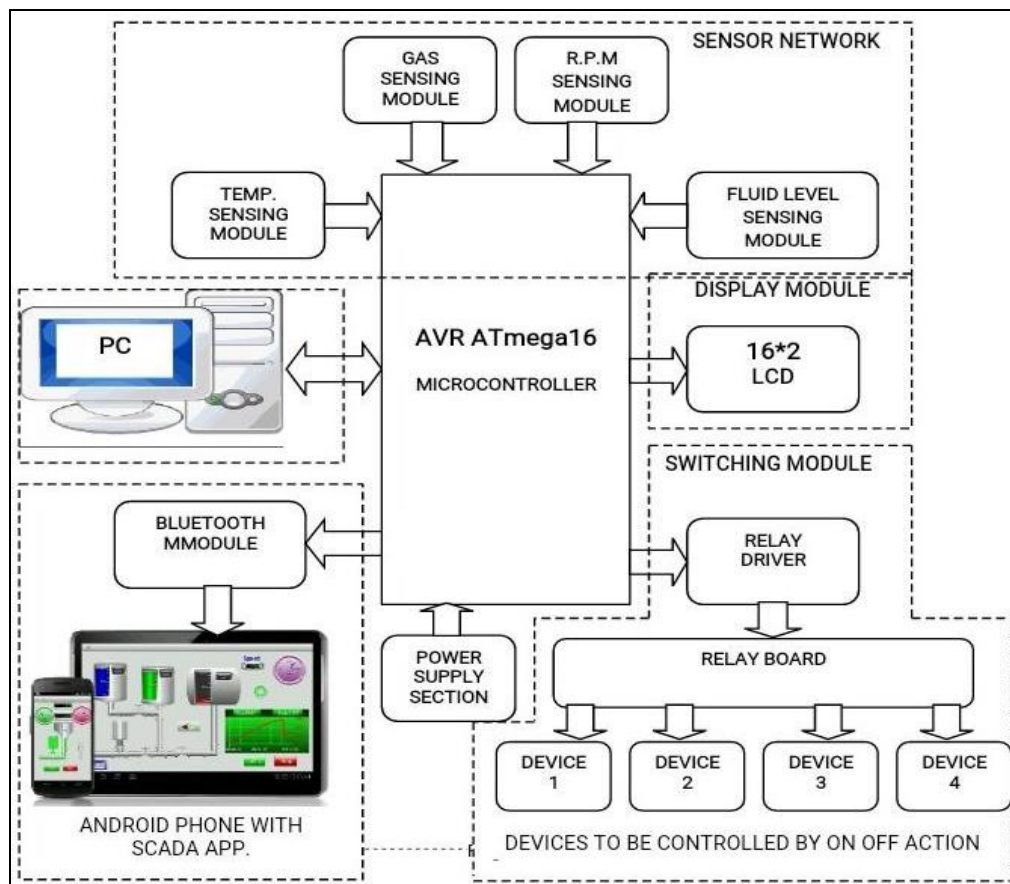 SENSOR NETWORK
GAS
SENSING
MODULE
R.P.M
SENSING
MODULE
TEMP.
SENSING
MODULE
FLUID LEVEL
SENSING
MODULE
DISPLAY MODULE
PC
AVR ATmega16
MICROCONTROLLER
16*2
LCD
SWITCHING MODULE
BLUETOOTH
MMODULE
RELAY
DRIVER
POWER
SUPPLY
SECTION
RELAY BOARD
DEVICE
1
DEVICE
2
DEVICE
3
DEVICE
4
ANDROID PHONE WITH
SCADA APP.
DEVICES TO BE CONTROLLED BY ON OFF ACTION